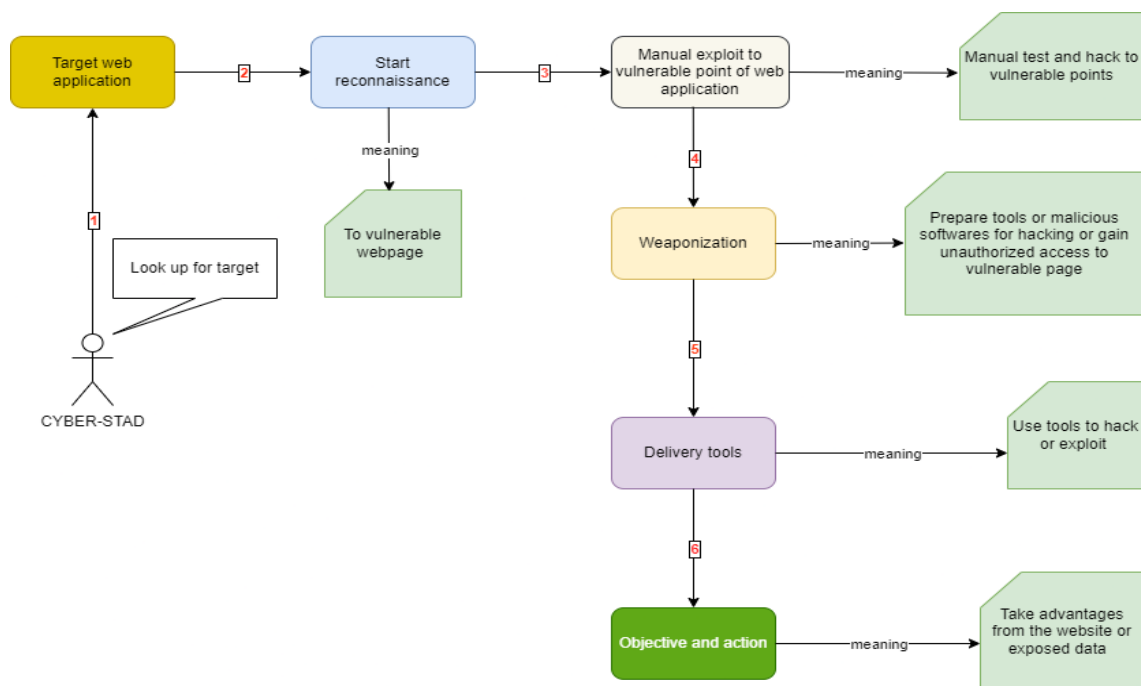 Target web
application
2
Start
reconnaissance
3
Manual exploit to
vulnerable point of web
application
meaning
Manual test and hack to
vulnerable points
meaning
4
1
To vulnerable
webpage
Weaponization
meaning
Prepare tools or malicious
softwares for hacking or gain
unauthorized access to
vulnerable page
Look up for target
5
CYBER-STAD
Delivery tools
meaning
Use tools to hack
or exploit
6
Objective and action
meaning
Take advantages
from the website or
exposed data